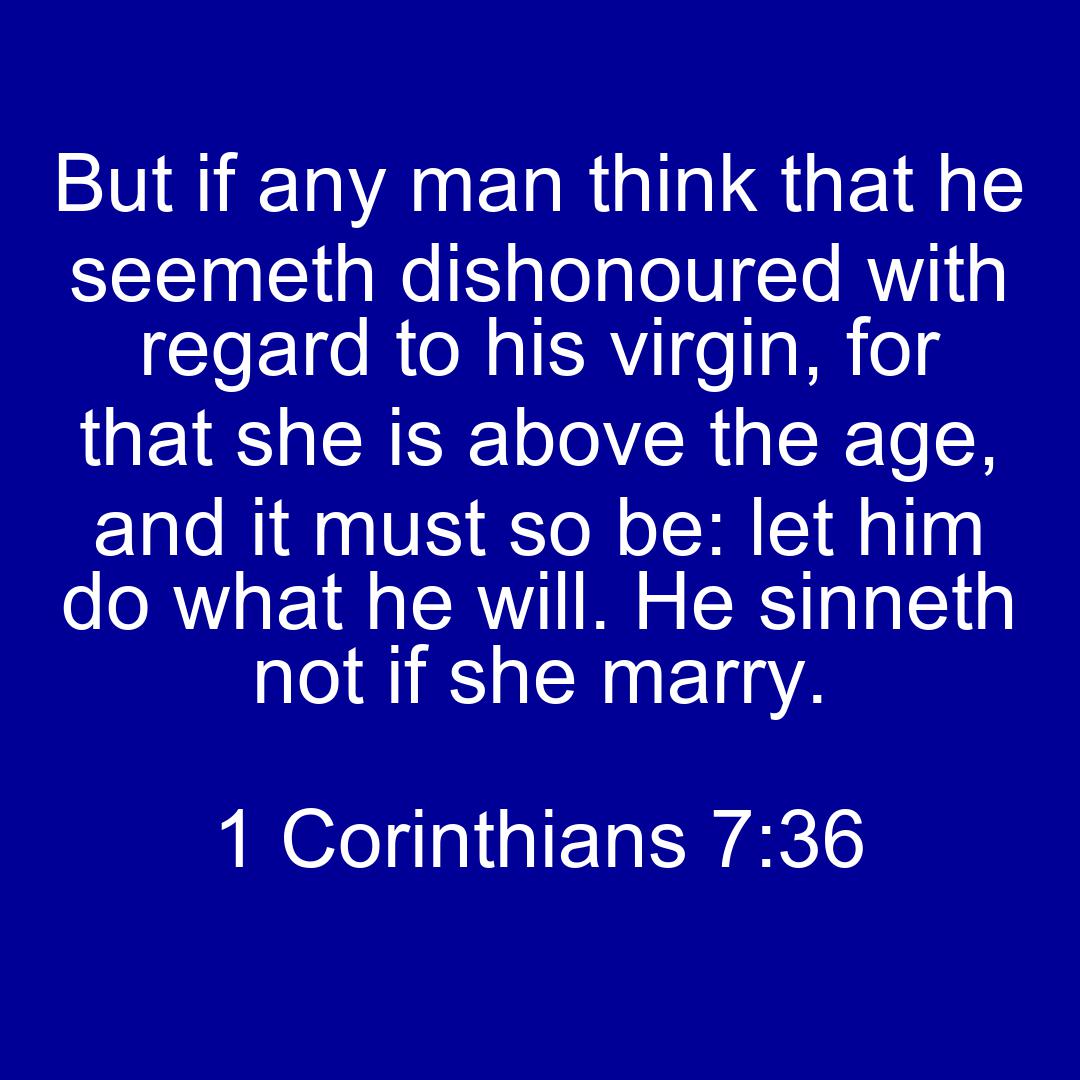 But if any man think that he
seemeth dishonoured with
regard to his virgin, for
that she is above the age,
and it must so be: let him
do what he will. He sinneth
not if she marry.
1 Corinthians 7:36